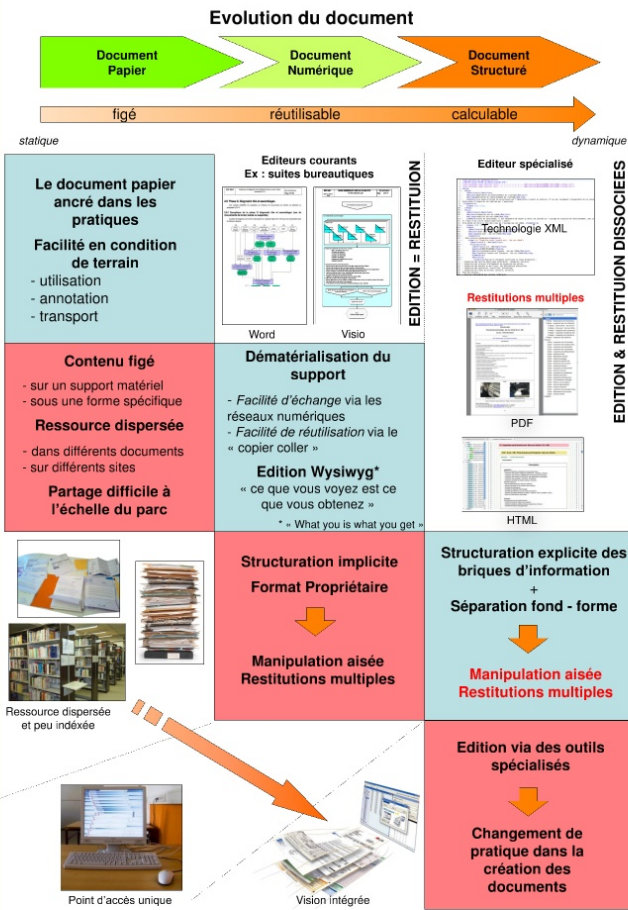 Evolution du document
Document
Papier
Document
Numérique
Document
Structuré
figé
réutilisable
calculable
statique
dynamique
Le document papier
ancré dans les
pratiques
Facilité en condition
de terrain
- utilisation
- annotation
- transport
Editeurs courants
Ex : suites bureautiques
Word
Visio
EDITION = RESTITUION
Editeur spécialisé
Technologie XML
Restitutions multiples
PDF
HTML
EDITION & RESTITUION DISSOCIEES
Contenu figé
- sur un support matériel
- sous une forme spécifique
Ressource dispersée
- dans différents documents
- sur différents sites
Partage difficile à
l'échelle du parc
Dématérialisation du
support
- Facilité d'échange via les
réseaux numériques
- Facilité de réutilisation via le
« copier coller »
Edition Wysiwyg*
« ce que vous voyez est ce
que vous obtenez »
* « What you is what you get »
Structuration implicite
Format Propriétaire
Manipulation aisée
Restitutions multiples
Structuration explicite des
briques d'information
+
Séparation fond - forme
Manipulation aisée
Restitutions multiples
Ressource dispersée
et peu indéxée
Edition via des outils
spécialisés
Changement de
pratique dans la
création des
documents
Point d'accès unique
Vision intégrée